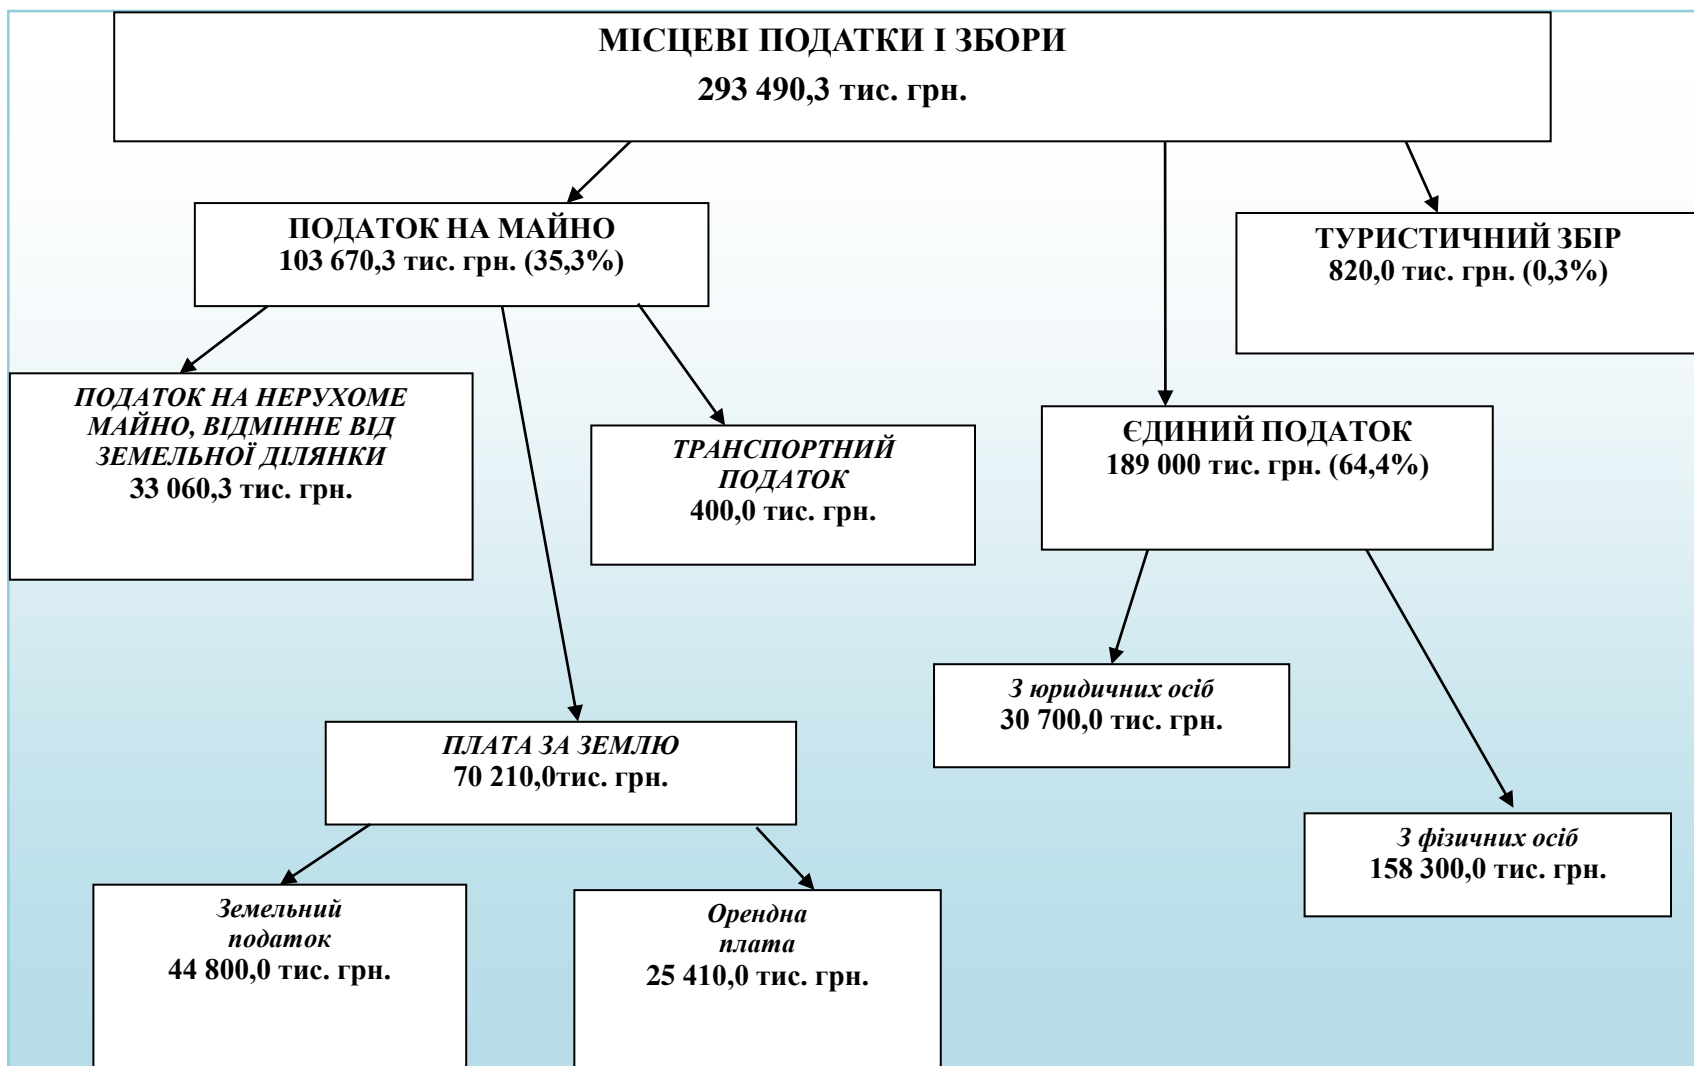 МІСЦЕВІ ПОДАТКИ І ЗБОРИ
293 490,3 тис. грн.
ПОДАТОК НА МАЙНО
103 670,3 тис. грн. (35,3%)
ТУРИСТИЧНИЙ ЗБІР
820,0 тис. грн. (0,3%)
ПОДАТОК НА НЕРУХОМЕ
МАЙНО, ВІДМІННЕ ВІД
ЗЕМЕЛЬНОЇ ДІЛЯНКИ
33 060,3 тис. грн.
ТРАНСПОРТНИЙ
ПОДАТОК
400,0 тис. грн.
ЄДИНИЙ ПОДАТОК
189 000 тис. грн. (64,4%)
З юридичних осіб
30 700,0 тис. грн.
ПЛАТА ЗА ЗЕМЛЮ
70 210,0тис. грн.
З фізичних осіб
158 300,0 тис. грн.
Земельний
податок
44 800,0 тис. грн.
Орендна
плата
25 410,0 тис. грн.